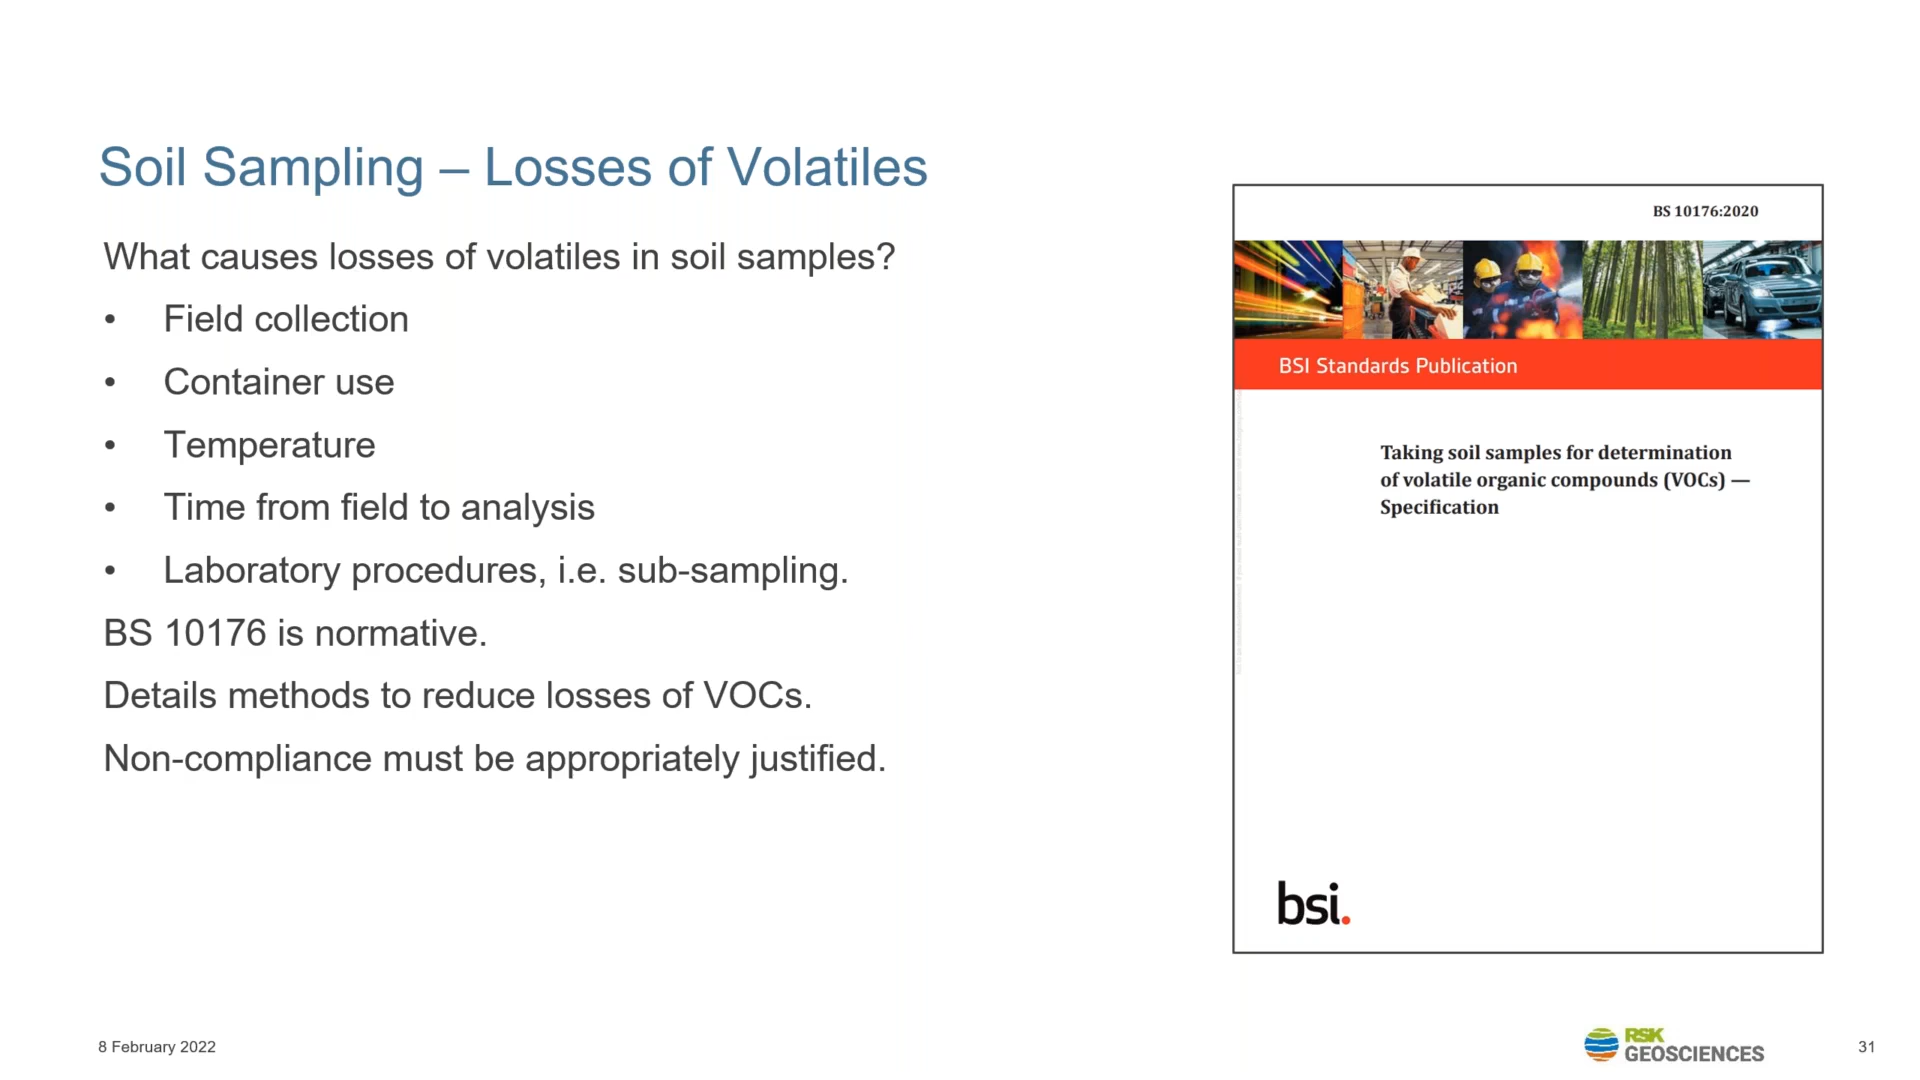 Soil Sampling – Losses of Volatiles
What causes losses of volatiles in soil samples?
• Field collection
• Container use
• Temperature
• Time from field to analysis
• Laboratory procedures, i.e. sub-sampling.
BS 10176 is normative.
Details methods to reduce losses of VOCs.
Non-compliance must be appropriately justified.
BS 10176:2020
BSI Standards Publication
Taking soil samples for determination
of volatile organic compounds (VOCs) —
Specification
bsi.
8 February 2022
RSK
GEOSCIENCES
31